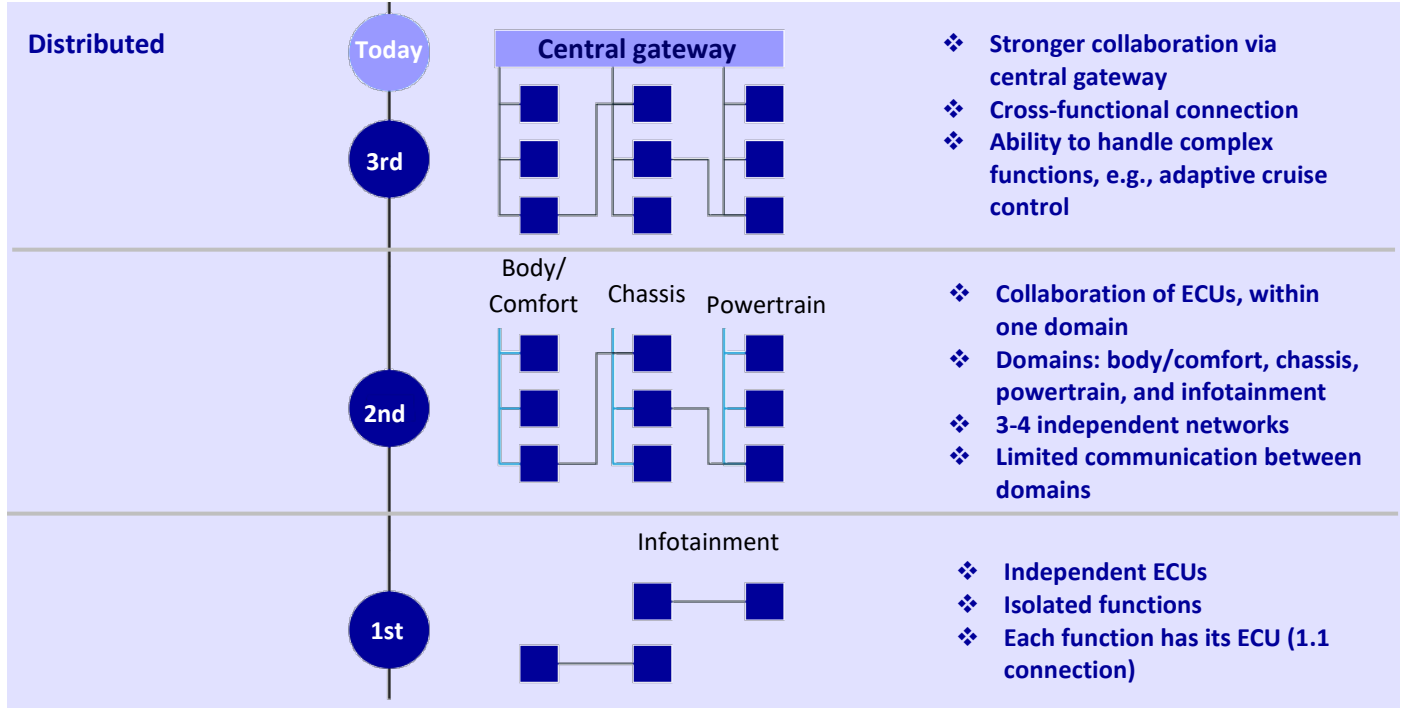 Distributed
Today
Central gateway
❖ Stronger collaboration via
central gateway
❖ Cross-functional connection
❖ Ability to handle complex
functions, e.g., adaptive cruise
control
3rd
Body/
Comfort
Chassis
Powertrain
❖ Collaboration of ECUs, within
one domain
❖ Domains: body/comfort, chassis,
powertrain, and infotainment
❖ 3-4 independent networks
❖ Limited communication between
domains
2nd
Infotainment
❖ Independent ECUs
❖ Isolated functions
❖ Each function has its ECU (1.1
connection)
1st